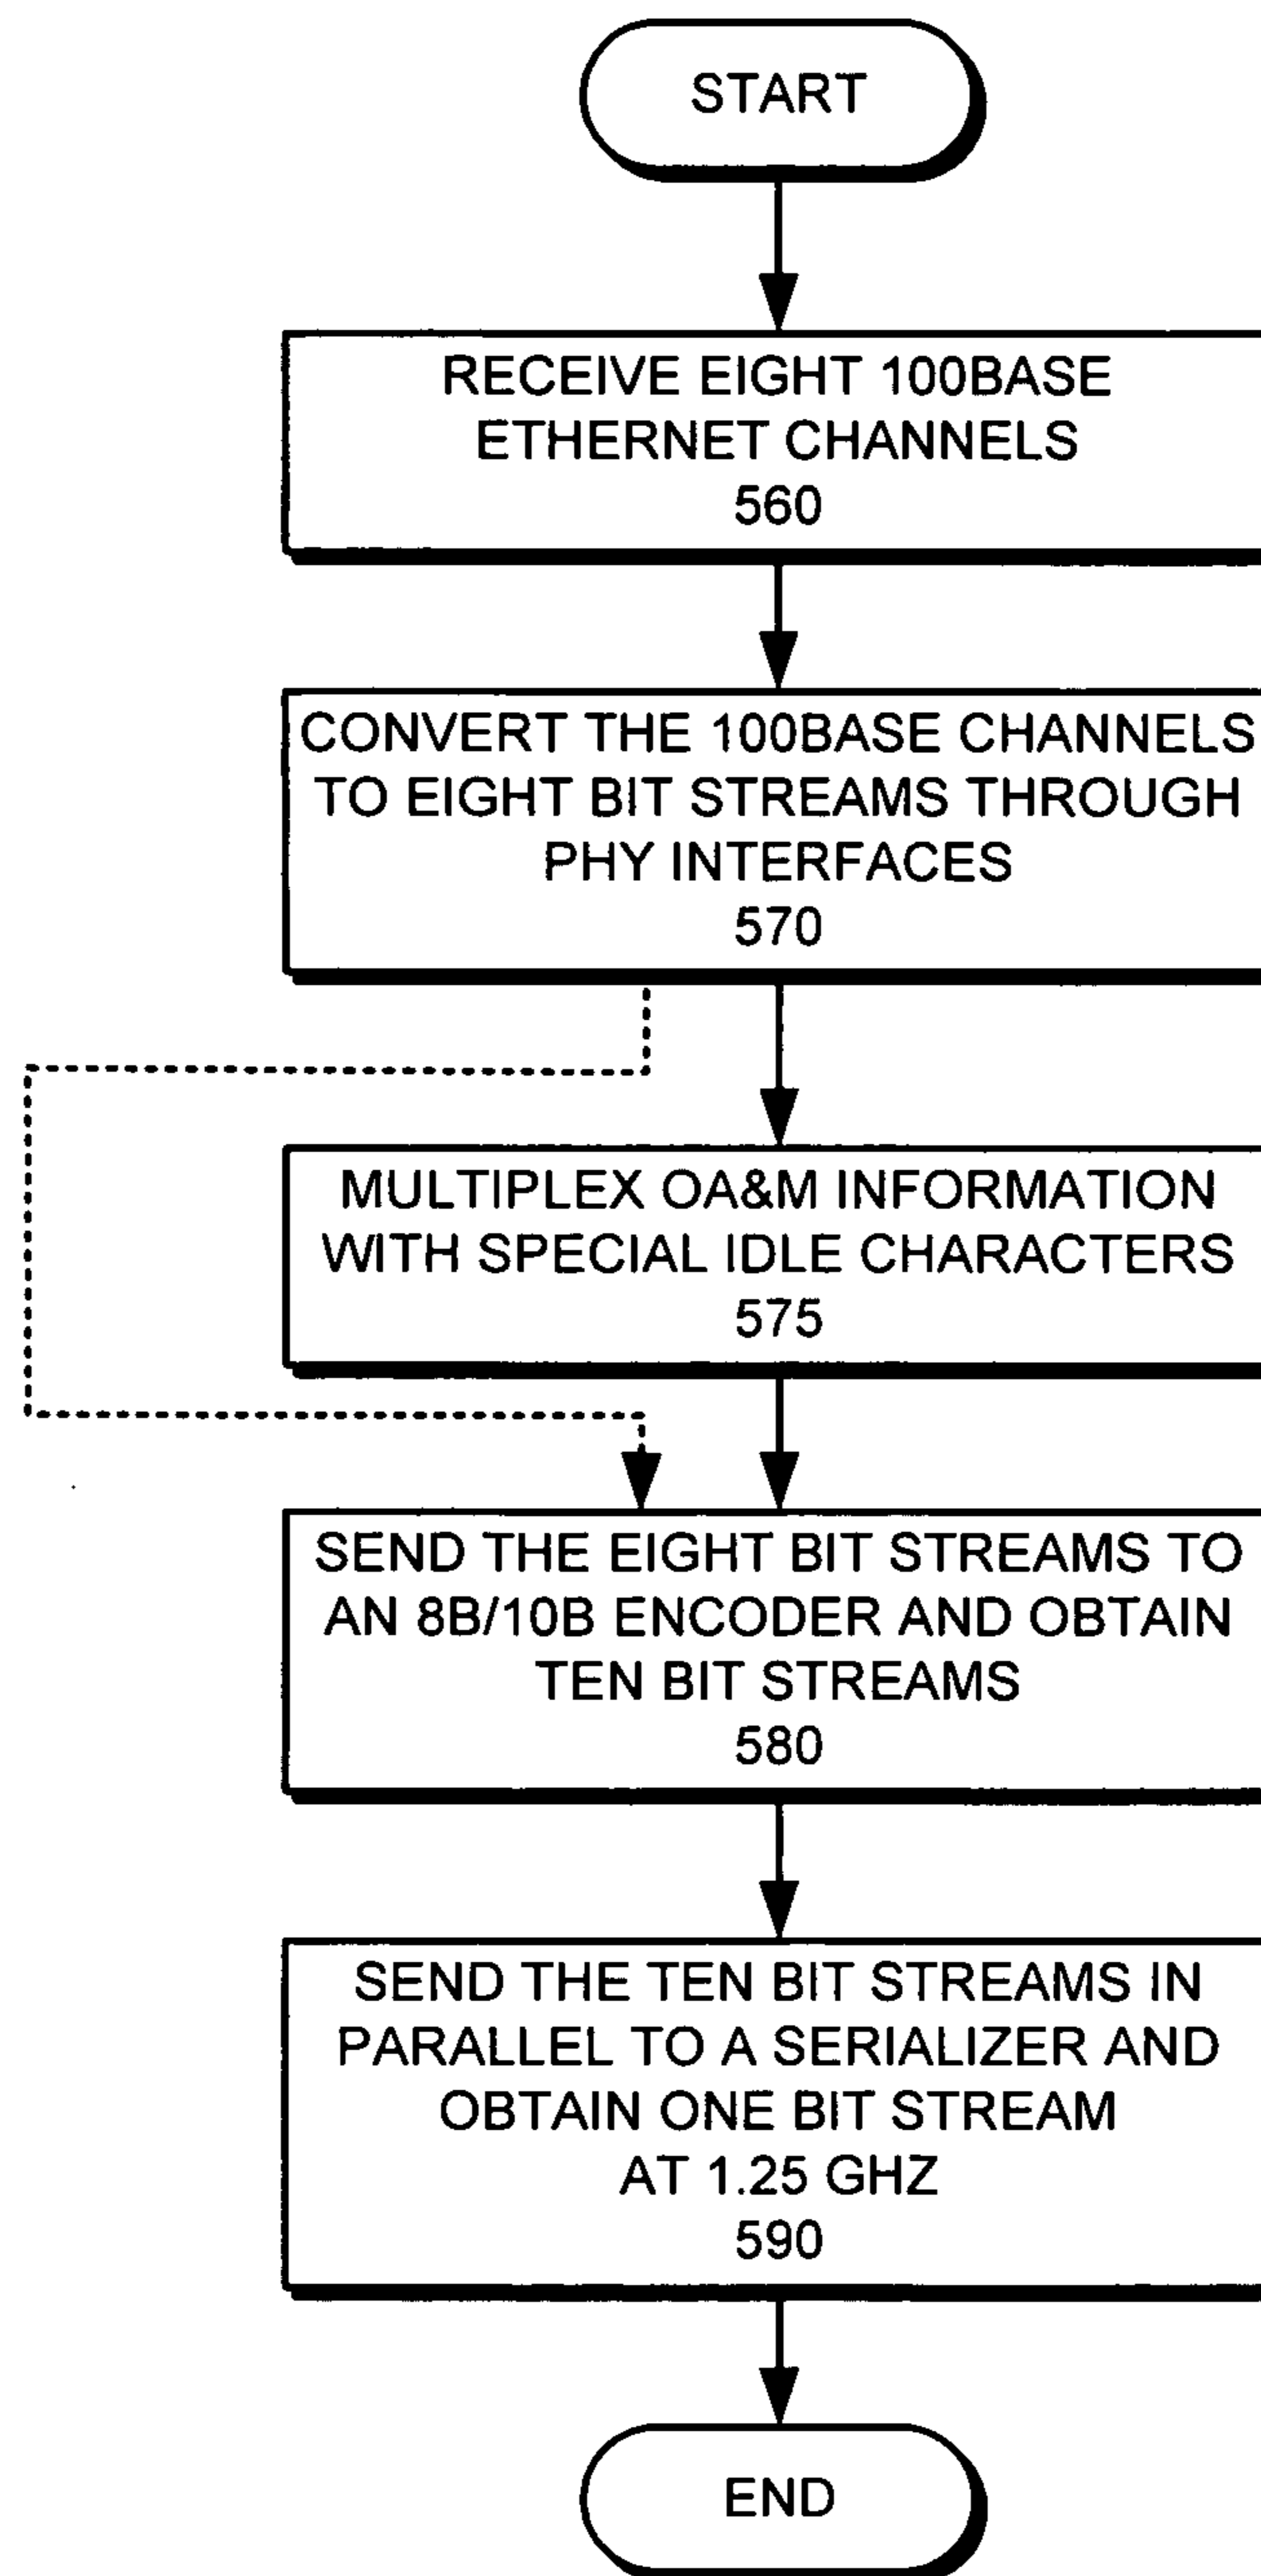 START
RECEIVE EIGHT 100BASE
ETHERNET CHANNELS
560
CONVERT THE 100BASE CHANNELS
TO EIGHT BIT STREAMS THROUGH
PHY INTERFACES
570
MULTIPLEX OA&M INFORMATION
WITH SPECIAL IDLE CHARACTERS
575
SEND THE EIGHT BIT STREAMS TO
AN 8B/10B ENCODER AND OBTAIN
TEN BIT STREAMS
580
SEND THE TEN BIT STREAMS IN
PARALLEL TO A SERIALIZER AND
OBTAIN ONE BIT STREAM
AT 1.25 GHZ
590
END